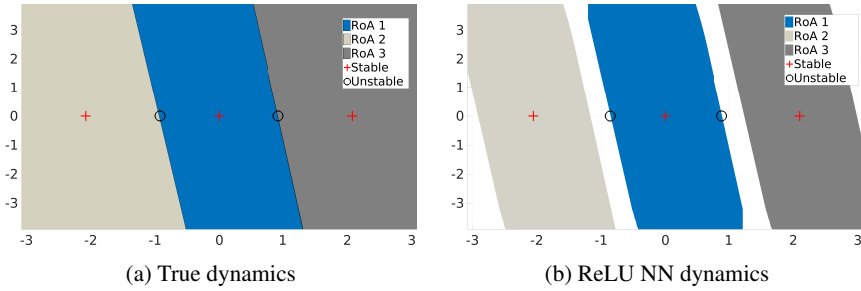 3
2
1
0
-1
-2
-3
-3 -2 -1 0 1 2 3
RoA 1
RoA 2
RoA 3
Stable
Unstable
(a) True dynamics
3
2
1
0
-1
-2
-3
-3 -2 -1 0 1 2 3
RoA 1
RoA 2
RoA 3
Stable
Unstable
(b) ReLU NN dynamics